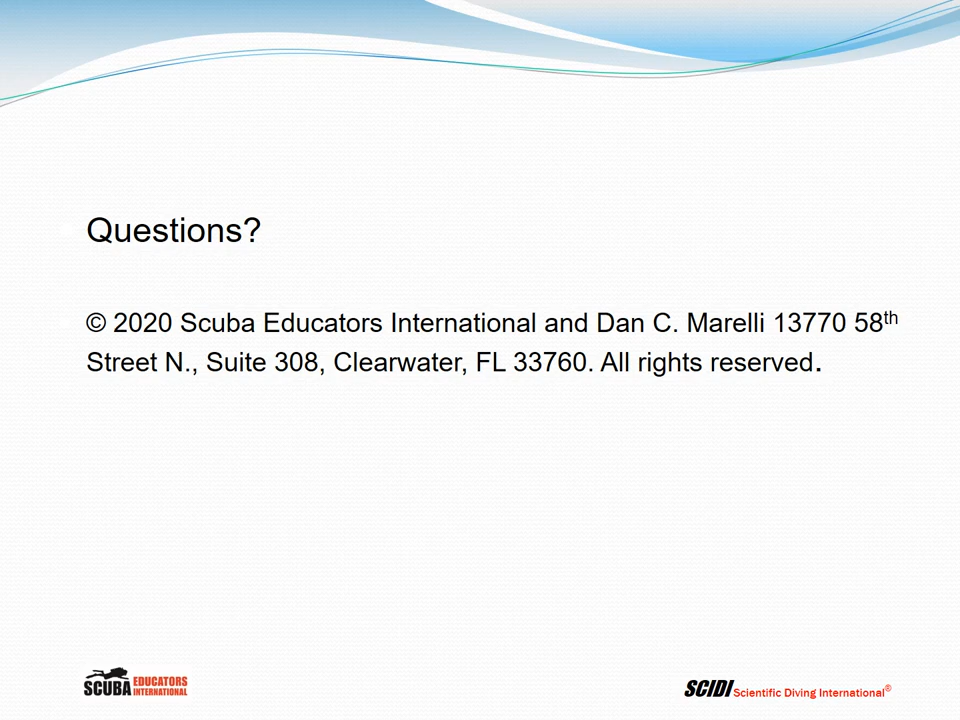 Questions?
© 2020 Scuba Educators International and Dan C. Marelli 13770 58th
Street N., Suite 308, Clearwater, FL 33760. All rights reserved.
SCUBA EDUCATORS INTERNATIONAL
SCIDI Scientific Diving International®